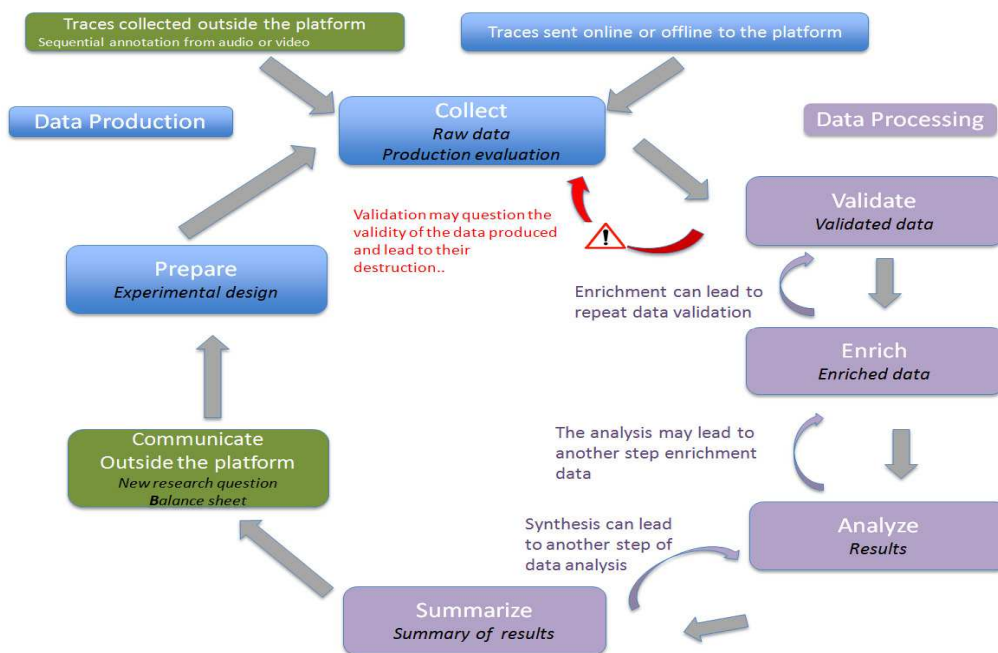 Traces collected outside the platform
Sequential annotation from audio or video
Traces sent online or offline to the platform
Data Production
Collect
Raw data
Production evaluation
Data Processing
Validation may question the
validity of the data produced
and lead to their
destruction..
!
Validate
Validated data
Prepare
Experimental design
Enrichment can lead to
repeat data validation
Enrich
Enriched data
Communicate
Outside the platform
New research question
Balance sheet
The analysis may lead to
another step enrichment
data
Analyze
Results
Synthesis can lead
to another step of
data analysis
Summarize
Summary of results